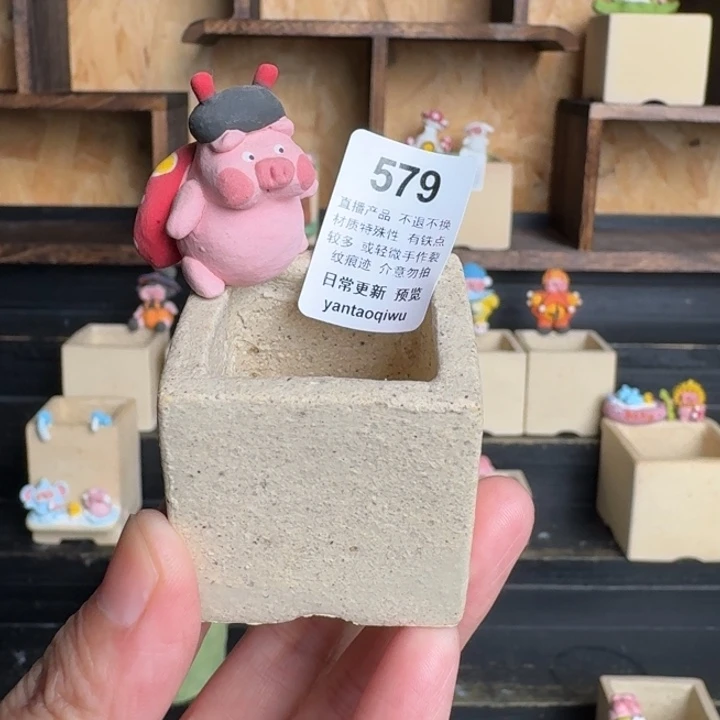 579
直播产品 不退不换
材质特殊性 有铁点
较多 或轻微手作裂
纹痕迹 介意勿拍
日常更新 预览
yantaoqiwu